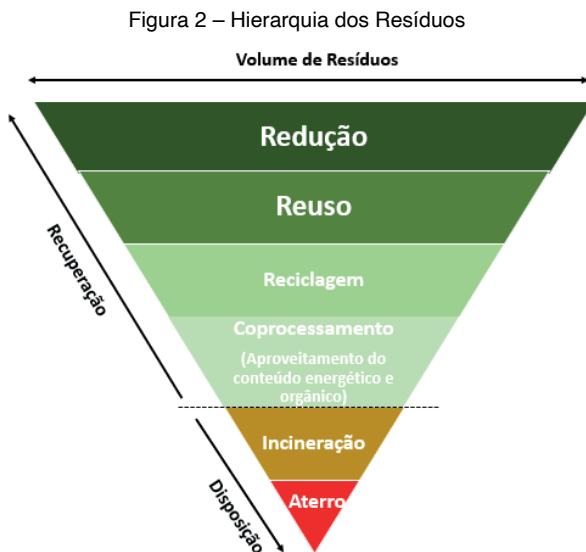 Figura 2 – Hierarquia dos Resíduos
Volume de Resíduos
Redução
Reuso
Recuperação
Reciclagem
Coprocessamento
(Aproveitamento do
conteúdo energético e
orgânico)
Incineração
Disposição
Aterro